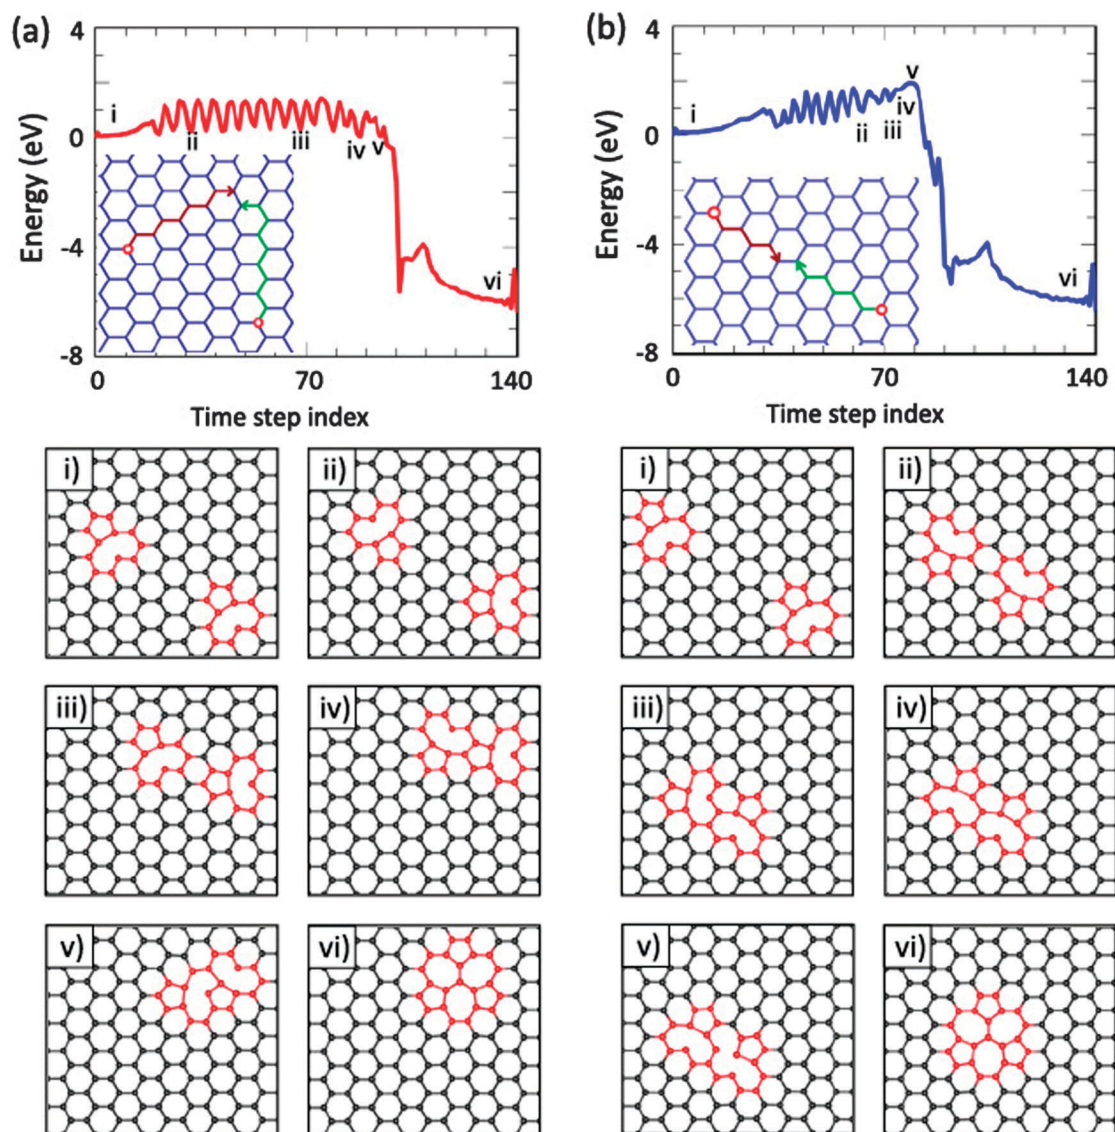 (a)
4
0
-4
-8
Energy (eV)
i
ii
iii
iv
v
vi
0
70
140
Time step index
i)
ii)
iii)
iv)
v)
vi)
(b)
4
0
-4
-8
Energy (eV)
i
ii
iii
iv
v
vi
0
70
140
Time step index
i)
ii)
iii)
iv)
v)
vi)